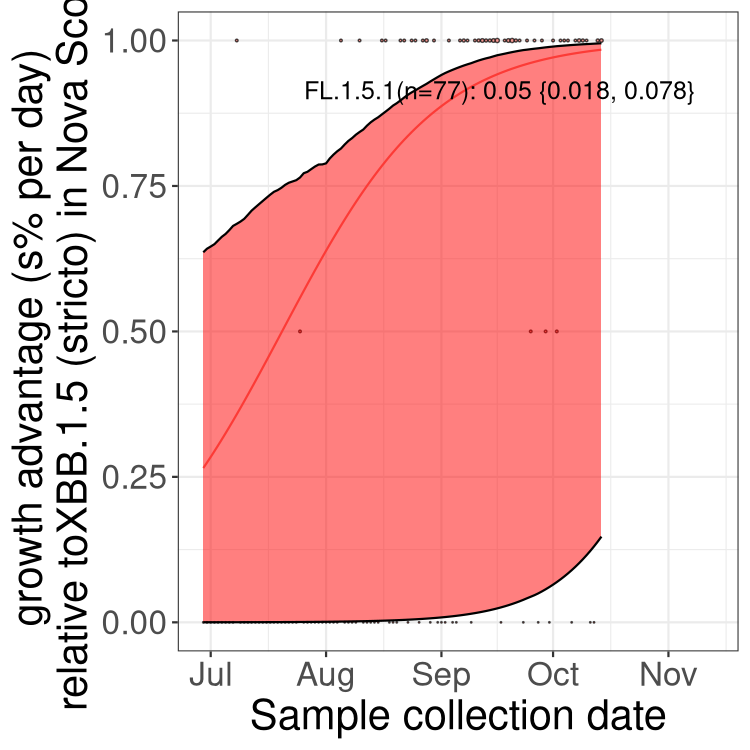 growth advantage (s% per day)
relative toXBB.1.5 (stricto) in Nova Sco
1.00
0.75
0.50
0.25
0.00
FL.1.5.1(n=77): 0.05 {0.018, 0.078}
Jul Aug Sep Oct Nov
Sample collection date